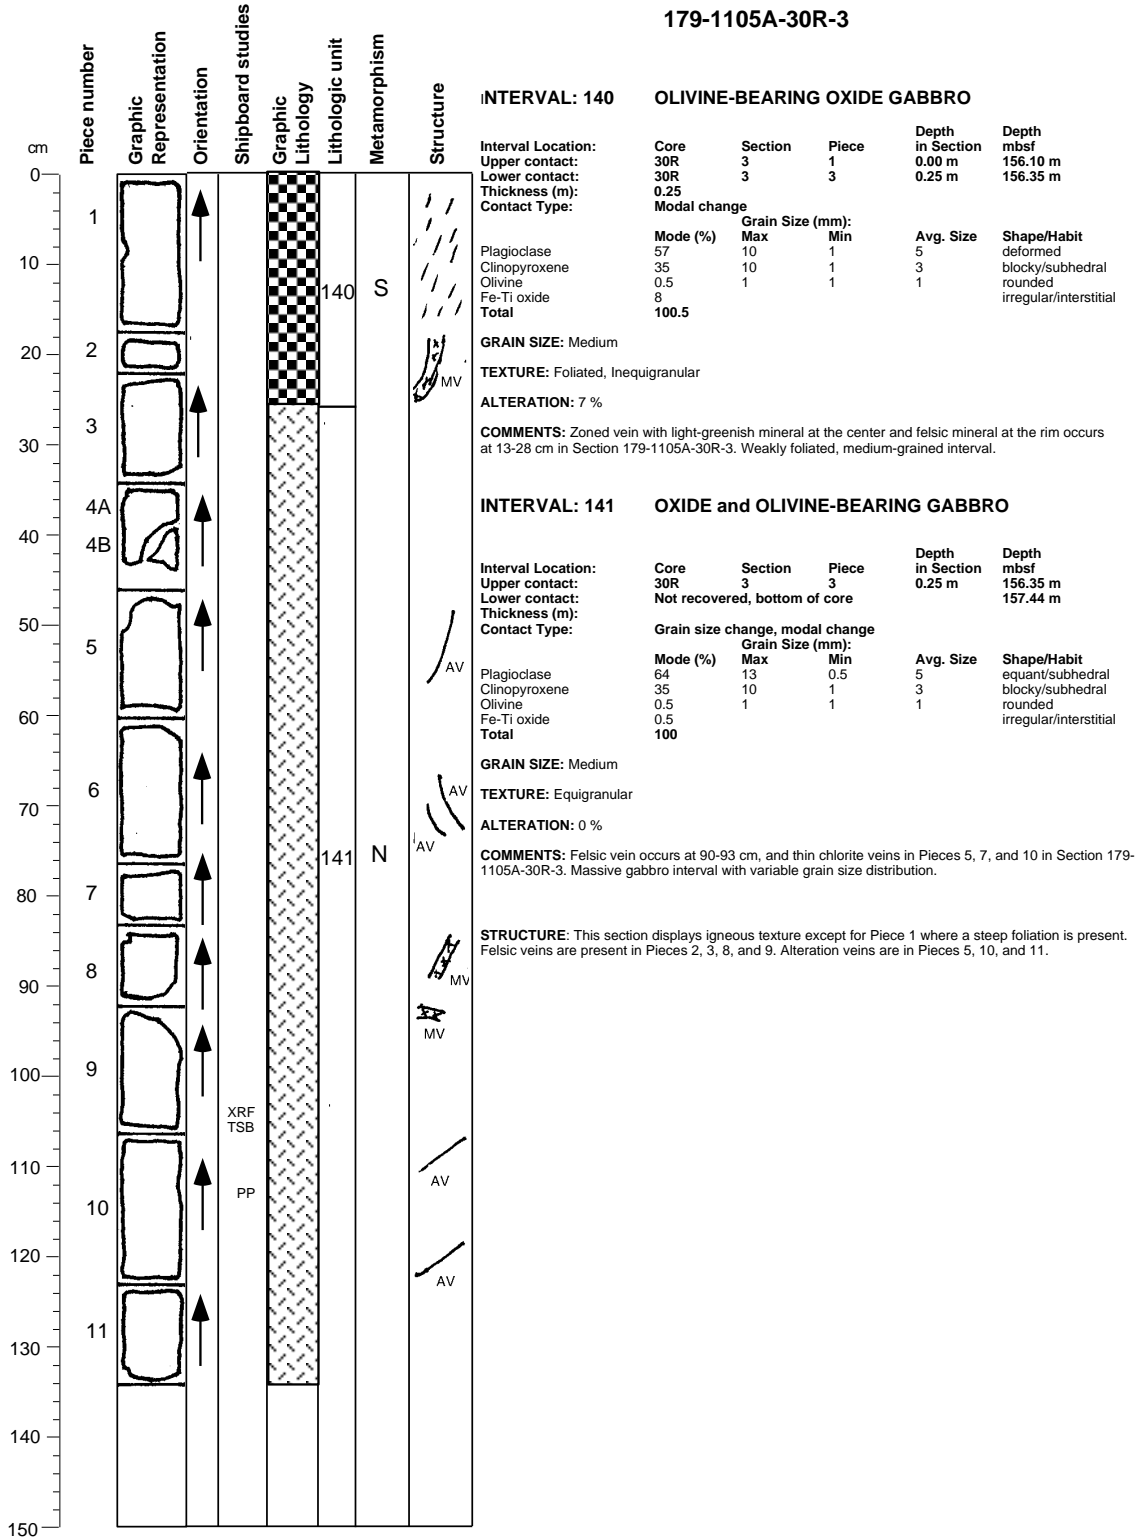 179-1105A-30R-3
cm
Piece number
Graphic
Representation
Orientation
Shipboard studies
Graphic
Lithology
Lithologic unit
Metamorphism
Structure
0
10
20
30
40
50
60
70
80
90
100
110
120
130
140
150
1
2
3
4A
4B
5
6
7
8
9
10
11
XRF
TSB
PP
140
141
S
N
MV
AV
AV
AV
MV
MV
AV
AV
INTERVAL: 140 OLIVINE-BEARING OXIDE GABBRO
Depth Depth
Interval Location: Core Section Piece in Section mbsf
Upper contact: 30R 3 1 0.00 m 156.10 m
Lower contact: 30R 3 3 0.25 m 156.35 m
Thickness (m): 0.25
Contact Type: Modal change
Grain Size (mm):
Mode (%) Max Min Avg. Size Shape/Habit
Plagioclase 57 10 1 5 deformed
Clinopyroxene 35 10 1 3 blocky/subhedral
Olivine 0.5 1 1 1 rounded
Fe-Ti oxide 8 irregular/interstitial
Total 100.5
GRAIN SIZE: Medium
TEXTURE: Foliated, Inequigranular
ALTERATION: 7 %
COMMENTS: Zoned vein with light-greenish mineral at the center and felsic mineral at the rim occurs
at 13-28 cm in Section 179-1105A-30R-3. Weakly foliated, medium-grained interval.
INTERVAL: 141 OXIDE and OLIVINE-BEARING GABBRO
Depth Depth
Interval Location: Core Section Piece in Section mbsf
Upper contact: 30R 3 3 0.25 m 156.35 m
Lower contact: Not recovered, bottom of core 157.44 m
Thickness (m):
Contact Type: Grain size change, modal change
Grain Size (mm):
Mode (%) Max Min Avg. Size Shape/Habit
Plagioclase 64 13 0.5 5 equant/subhedral
Clinopyroxene 35 10 1 3 blocky/subhedral
Olivine 0.5 1 1 1 rounded
Fe-Ti oxide 0.5 irregular/interstitial
Total 100
GRAIN SIZE: Medium
TEXTURE: Equigranular
ALTERATION: 0 %
COMMENTS: Felsic vein occurs at 90-93 cm, and thin chlorite veins in Pieces 5, 7, and 10 in Section 179-
1105A-30R-3. Massive gabbro interval with variable grain size distribution.
STRUCTURE: This section displays igneous texture except for Piece 1 where a steep foliation is present.
Felsic veins are present in Pieces 2, 3, 8, and 9. Alteration veins are in Pieces 5, 10, and 11.